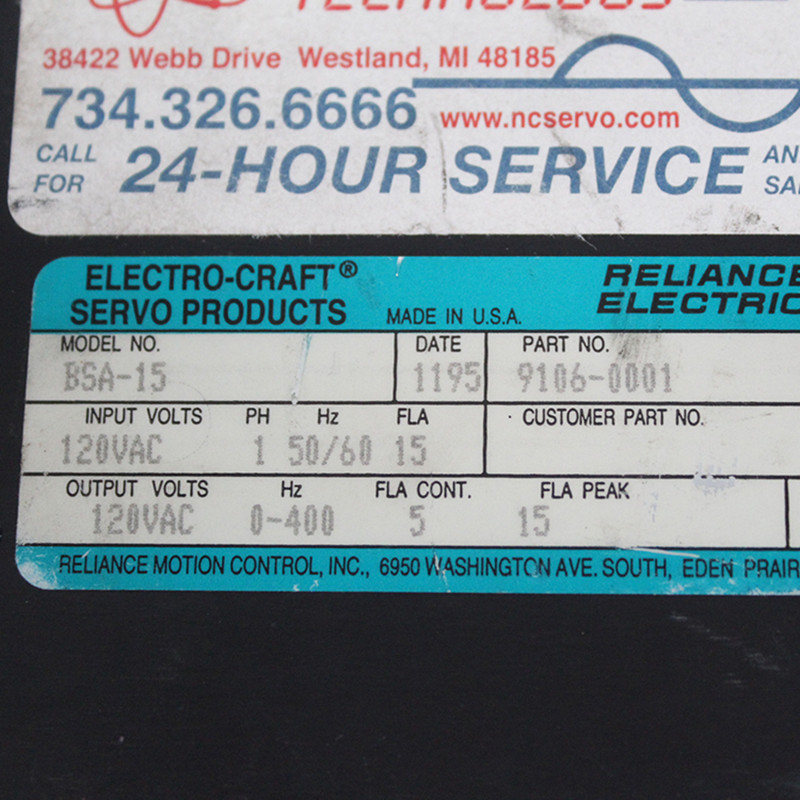 TECHNOLOGY
38422 Webb Drive Westland, MI 48185
734.326.6666 www.ncservo.com
CALL FOR 24-HOUR SERVICE
ELECTRO-CRAFT® SERVO PRODUCTS MADE IN U.S.A. RELIANCE ELECTRIC
MODEL NO. DATE PART NO.
BSA-15 1195 9106-0001
INPUT VOLTS PH Hz FLA CUSTOMER PART NO.
120VAC 1 50/60 15
OUTPUT VOLTS Hz FLA CONT. FLA PEAK
120VAC 0-400 5 15
RELIANCE MOTION CONTROL, INC., 6950 WASHINGTON AVE. SOUTH, EDEN PRAIR